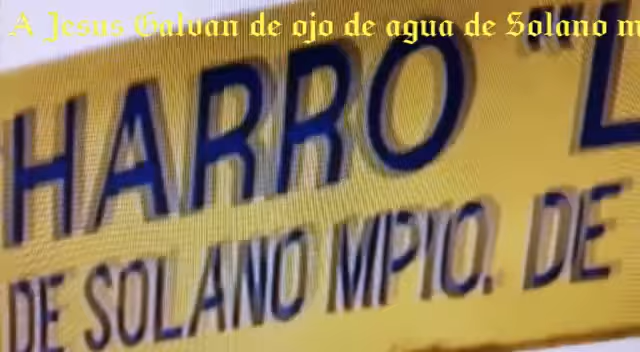 A Jesus Galvan de ojo de agua de Solano m
HARRO "L
DE SOLANO MPIO. DE